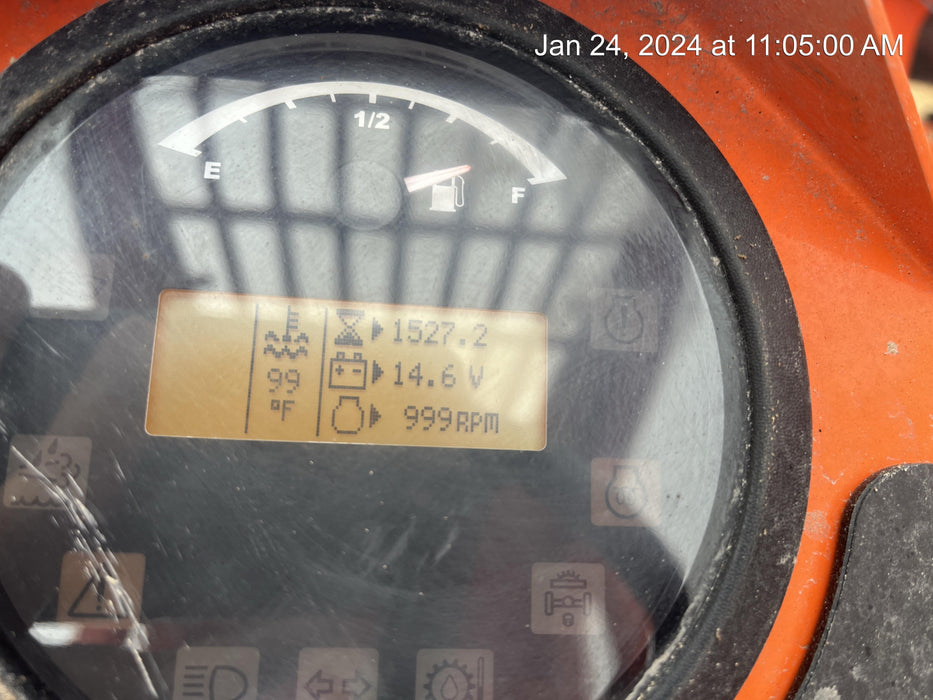 Jan 24, 2024 at 11:05:00 AM
1/2
E
F
1527.2
99
14.6 V
°F
999RPM